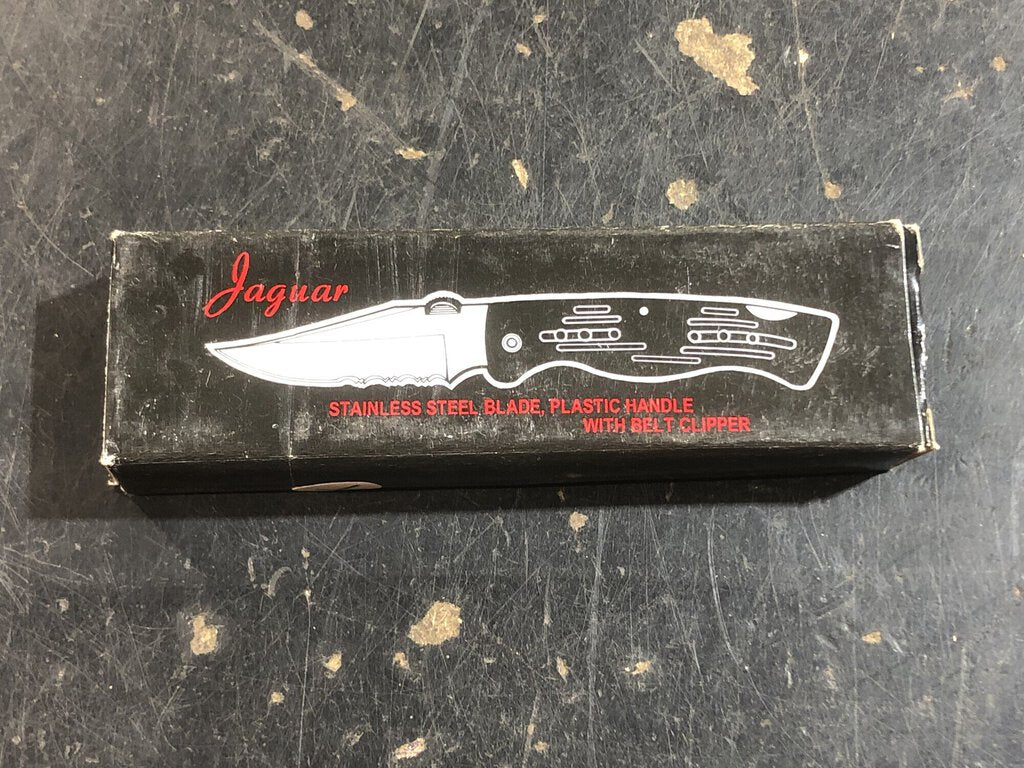 Jaguar
STAINLESS STEEL BLADE, PLASTIC HANDLE
WITH BELT CLIPPER